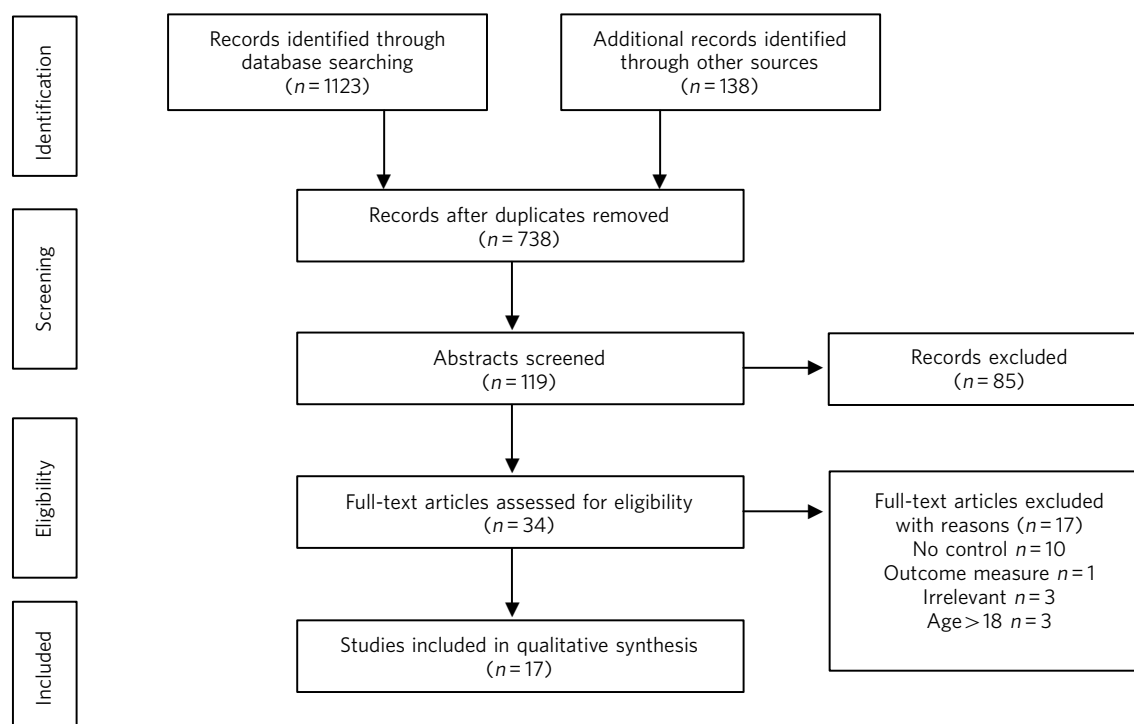 Identification
Records identified through
database searching
(n = 1123)
Additional records identified
through other sources
(n = 138)
Records after duplicates removed
(n = 738)
Screening
Abstracts screened
(n = 119)
Records excluded
(n = 85)
Eligibility
Full-text articles assessed for eligibility
(n = 34)
Full-text articles excluded
with reasons (n = 17)
No control n = 10
Outcome measure n = 1
Irrelevant n = 3
Age > 18 n = 3
Included
Studies included in qualitative synthesis
(n = 17)